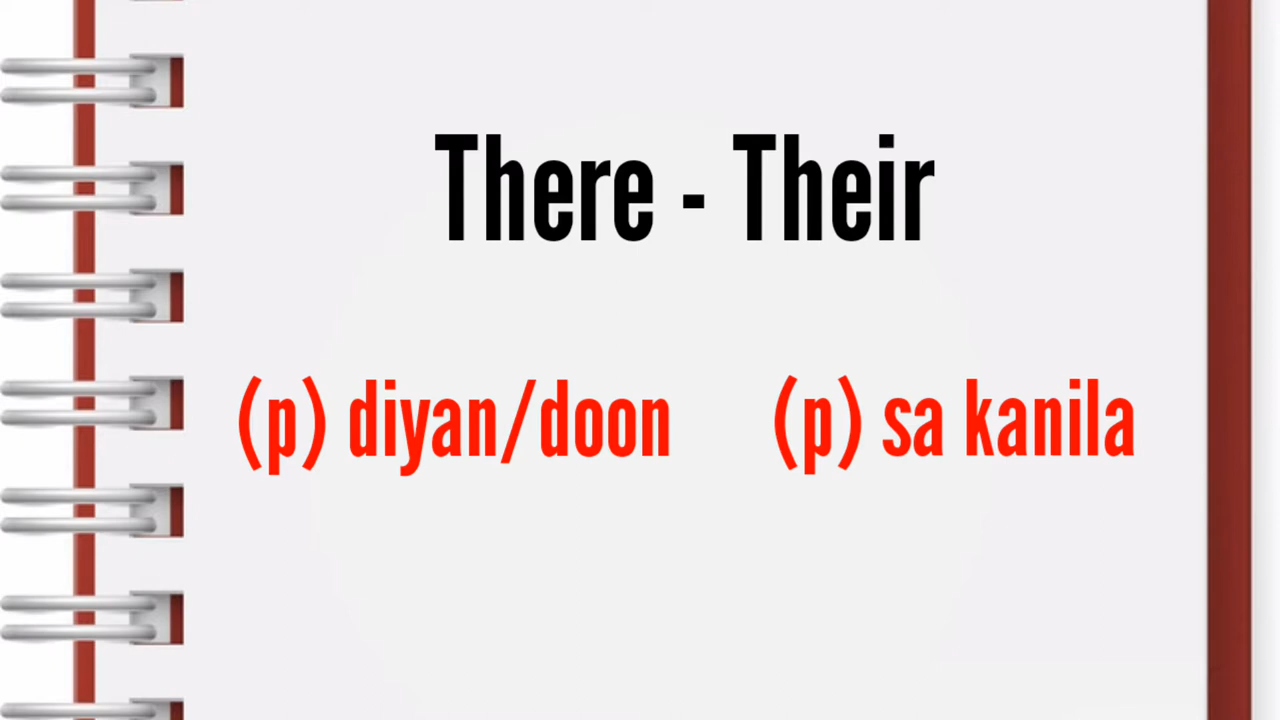 There - Their
(p) diyan/doon (p) sa kanila